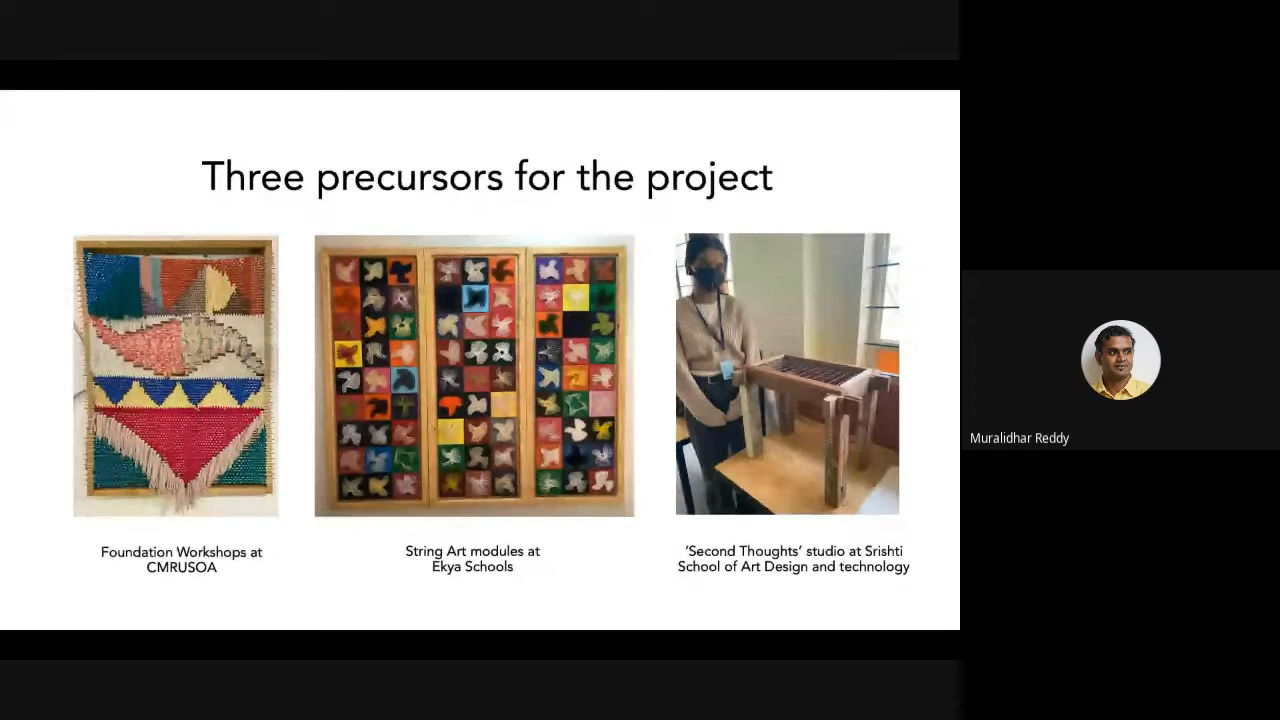 Three precursors for the project
Foundation Workshops at
CMRUSOA
String Art modules at
Ekya Schools
‘Second Thoughts’ studio at Srishti
School of Art Design and technology
Muralidhar Reddy